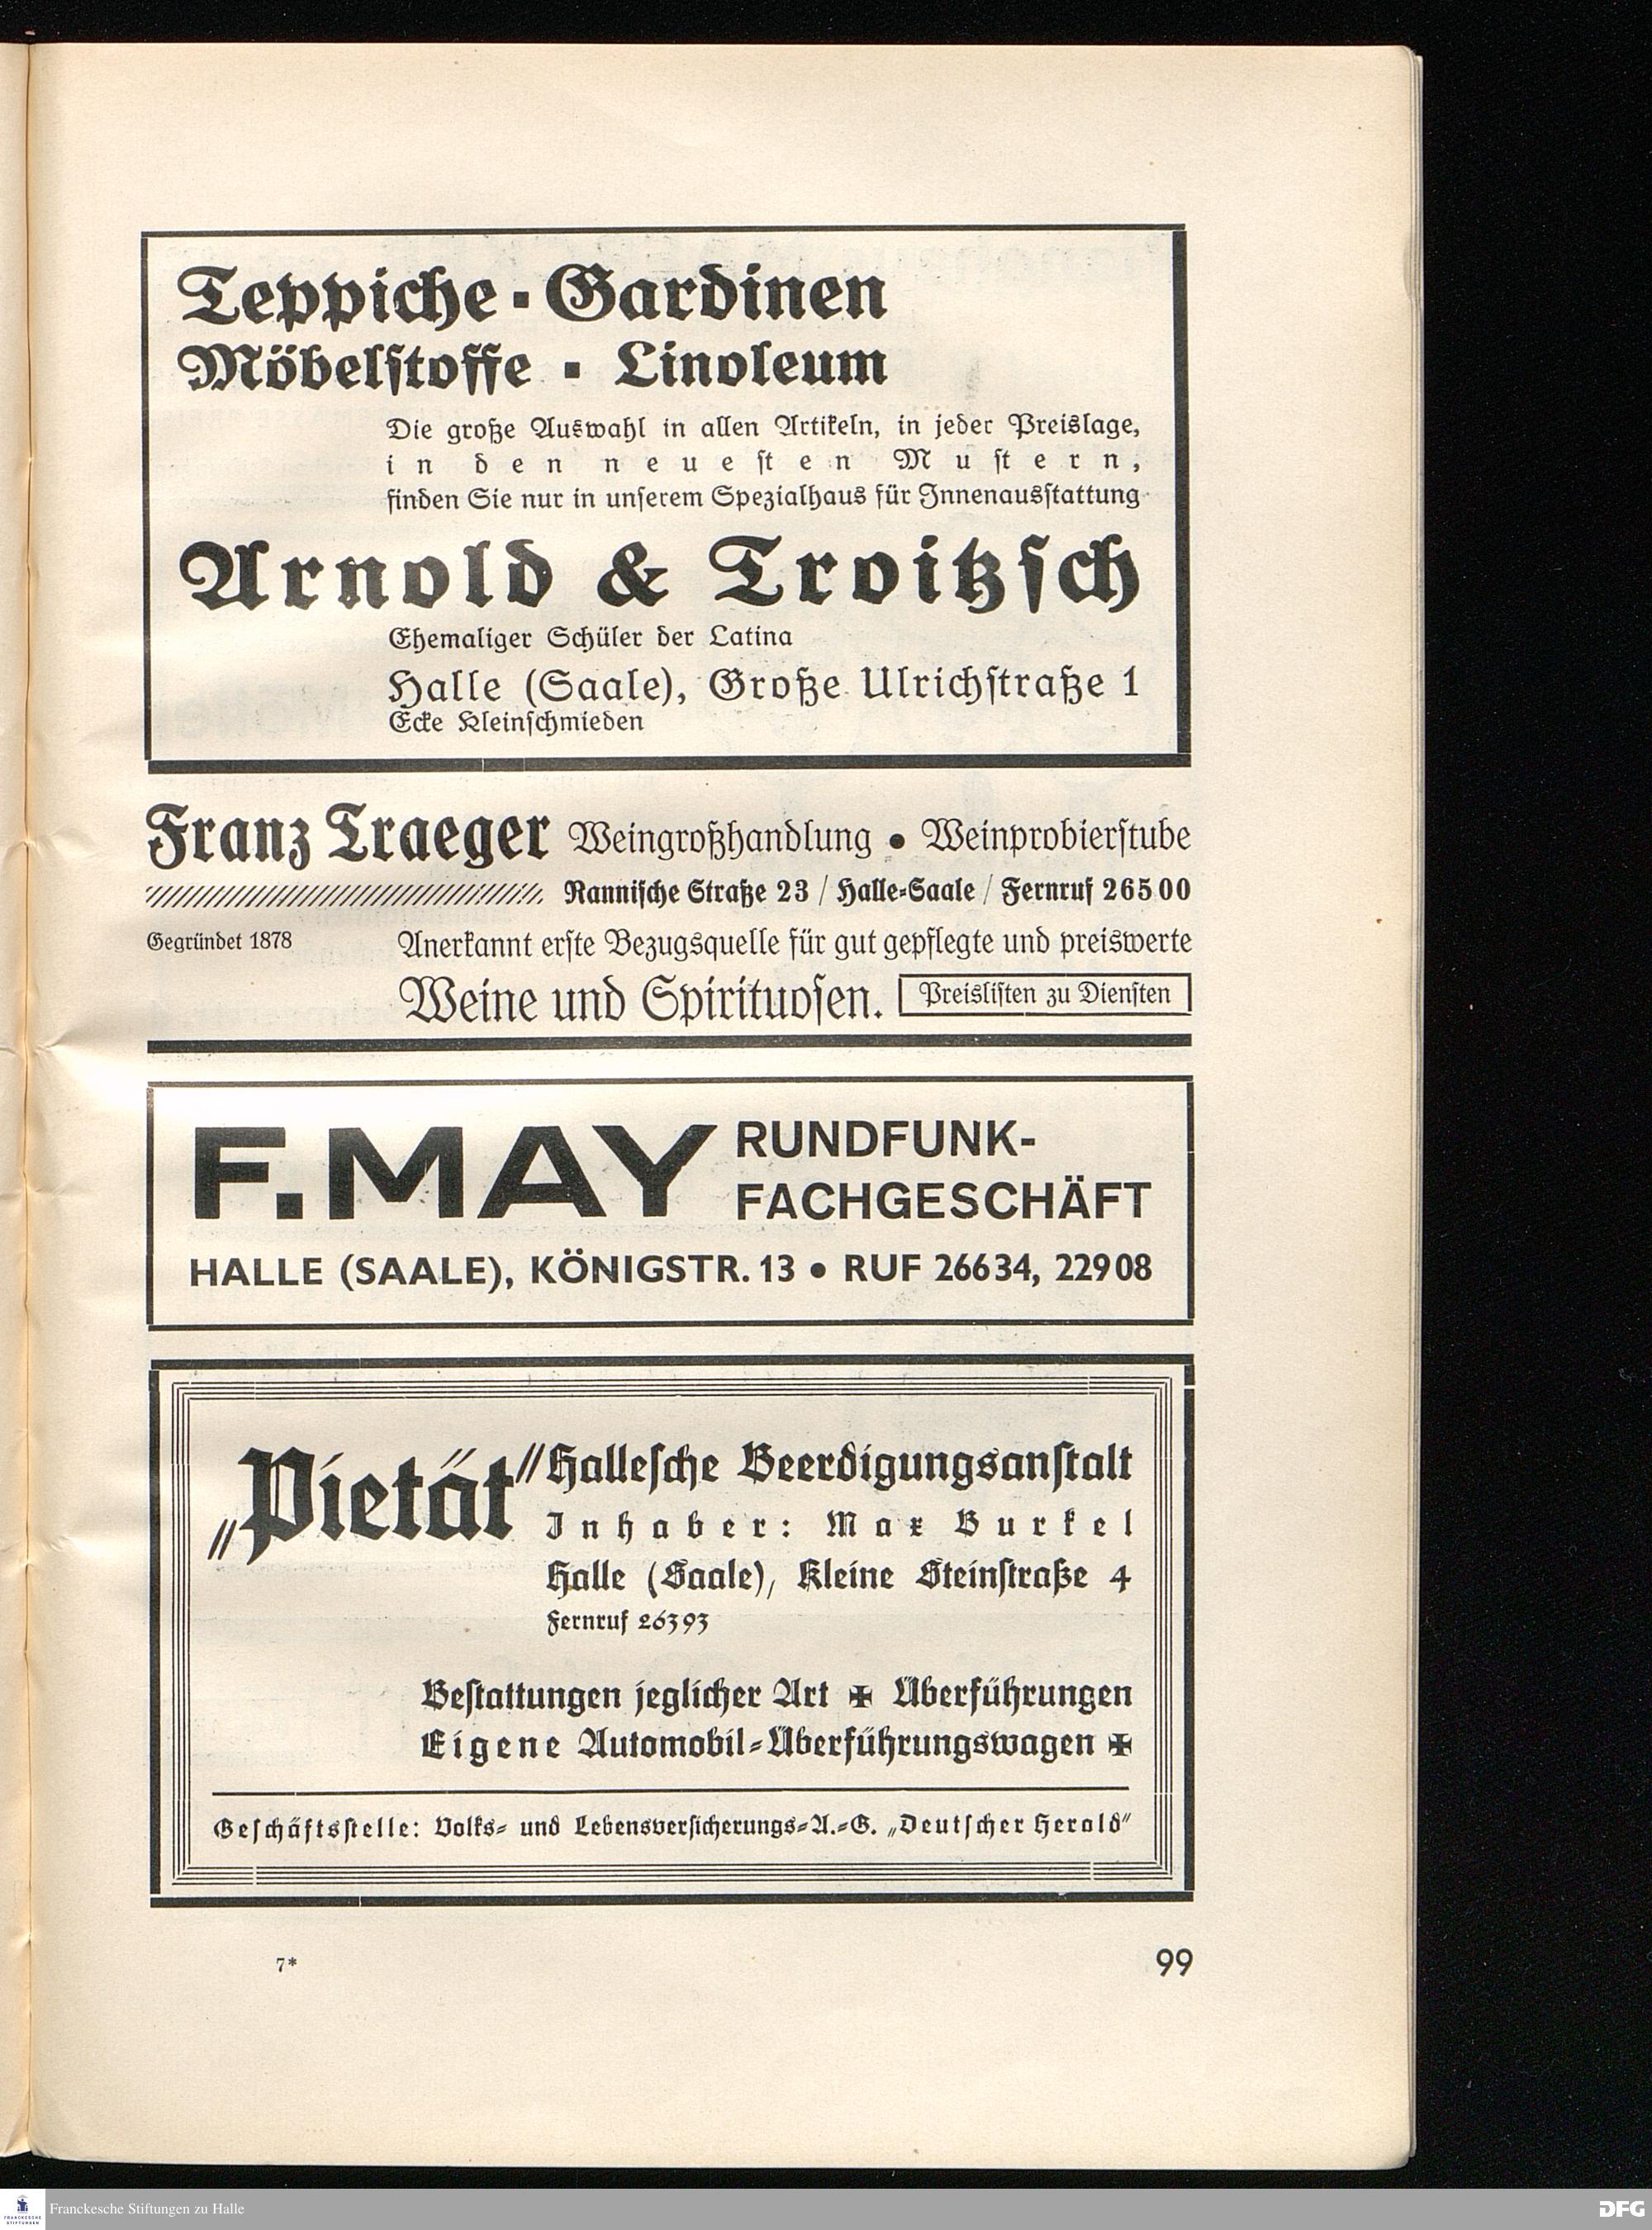 Teppiche ▪ Gardinen
Möbelstoffe ▪ Linoleum
Die große Auswahl in allen Artikeln, in jeder Preislage,
in den neuesten Mustern,
finden Sie nur in unserem Spezialhaus für Innenausstattung
Arnold & Troitzsch
Ehemaliger Schüler der Latina
Halle (Saale), Große Ulrichstraße 1
Ecke Kleinschmieden
Franz Traeger Weingroßhandlung • Weinprobierstube
Rannische Straße 23 / Halle-Saale / Fernruf 26500
Gegründet 1878 Anerkannt erste Bezugsquelle für gut gepflegte und preiswerte
Weine und Spirituosen. Preislisten zu Diensten
F. MAY RUNDFUNK-
FACHGESCHÄFT
HALLE (SAALE), KÖNIGSTR. 13 • RUF 26634, 22908
„Pietät" Hallesche Beerdigungsanstalt
Inhaber: Max Burkel
Halle (Saale), Kleine Steinstraße 4
Fernruf 26393
Bestattungen jeglicher Art ✠ Überführungen
Eigene Automobil-Überführungswagen ✠
Geschäftsstelle: Volks- und Lebensversicherungs-A.-G. „Deutscher Herold"
7* 99
FRANCKESCHE STIFTUNGEN
Franckesche Stiftungen zu Halle
DFG